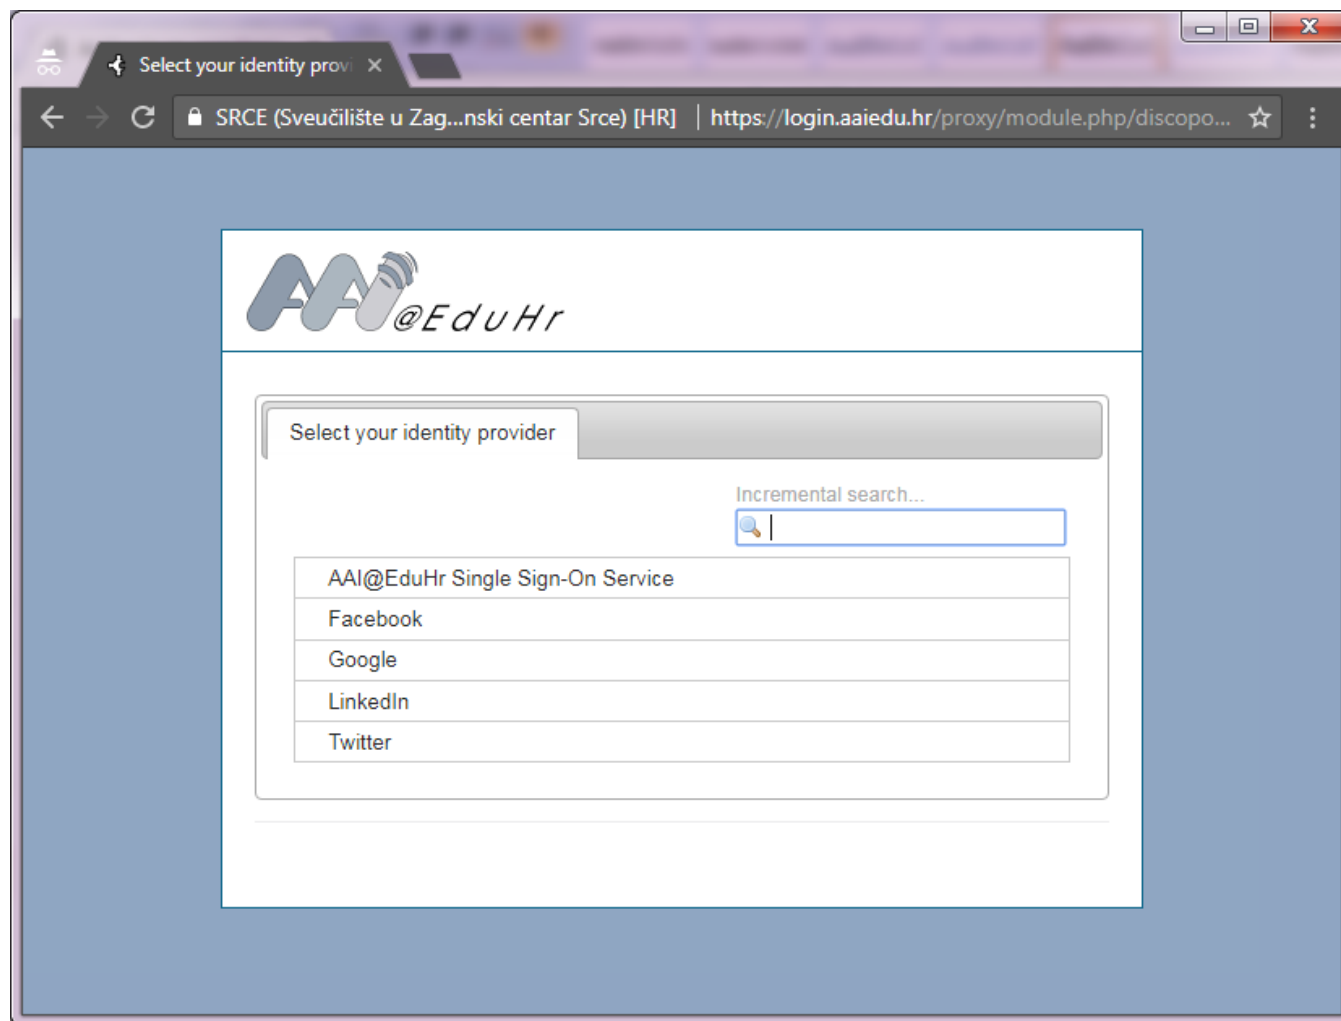 Select your identity provi
SRCE (Sveučilište u Zag...nski centar Srce) [HR] | https://login.aaiedu.hr/proxy/module.php/discopo...
AAI@EduHr
Select your identity provider
Incremental search...
AAI@EduHr Single Sign-On Service
Facebook
Google
LinkedIn
Twitter